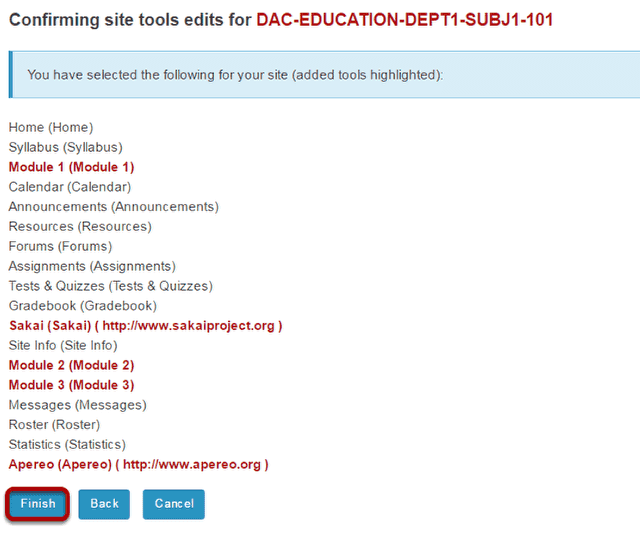 Confirming site tools edits for DAC-EDUCATION-DEPT1-SUBJ1-101
You have selected the following for your site (added tools highlighted):
Home (Home)
Syllabus (Syllabus)
Module 1 (Module 1)
Calendar (Calendar)
Announcements (Announcements)
Resources (Resources)
Forums (Forums)
Assignments (Assignments)
Tests & Quizzes (Tests & Quizzes)
Gradebook (Gradebook)
Sakai (Sakai) ( http://www.sakaiproject.org )
Site Info (Site Info)
Module 2 (Module 2)
Module 3 (Module 3)
Messages (Messages)
Roster (Roster)
Statistics (Statistics)
Apereo (Apereo) ( http://www.apereo.org )
Finish Back Cancel